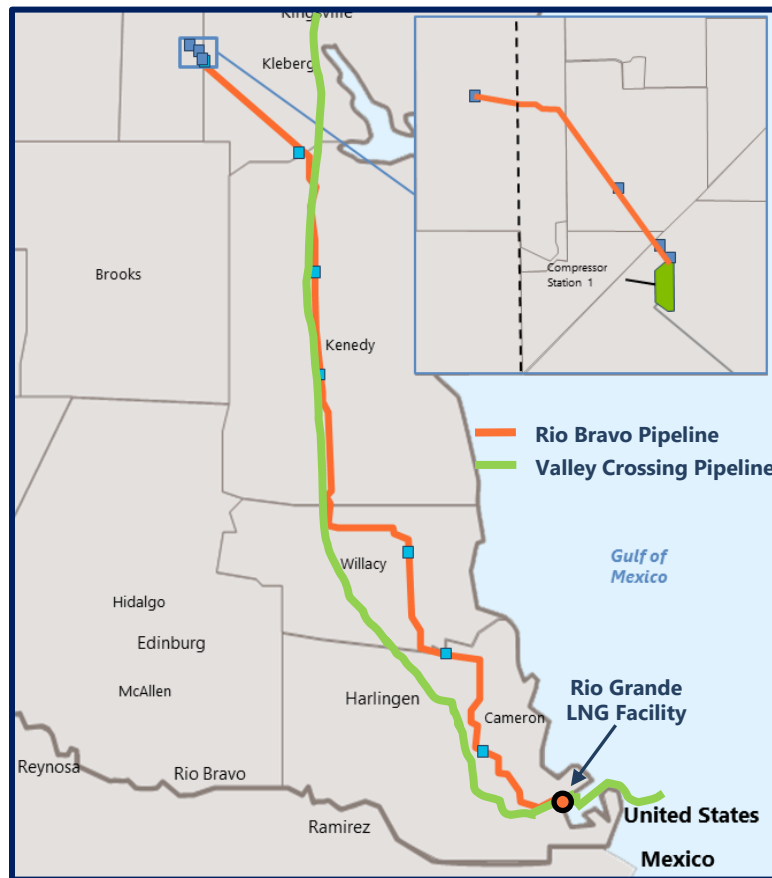 Kingsville
Kleberg
Compressor
Station 1
Brooks
Kenedy
Rio Bravo Pipeline
Valley Crossing Pipeline
Gulf of
Mexico
Willacy
Hidalgo
Edinburg
McAllen
Harlingen
Cameron
Rio Grande
LNG Facility
Reynosa
Rio Bravo
Ramirez
United States
Mexico